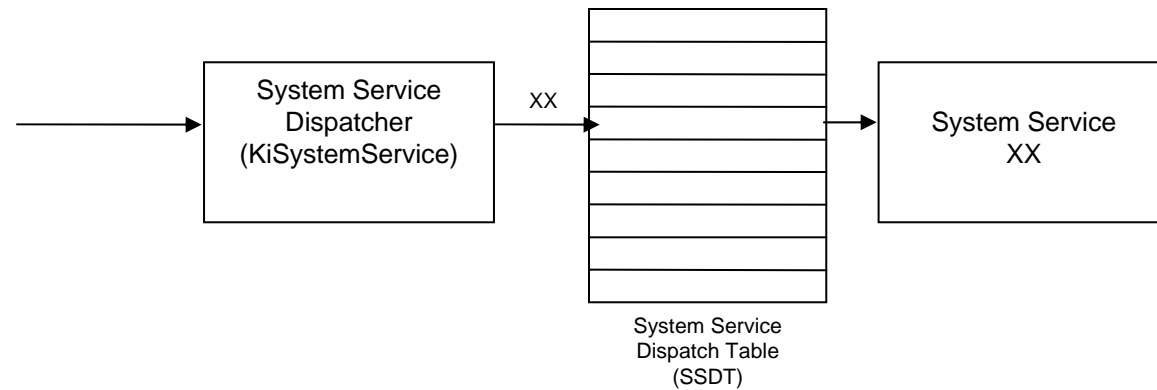 System Service
Dispatcher
(KiSystemService)
XX
System Service
XX
System Service
Dispatch Table
(SSDT)